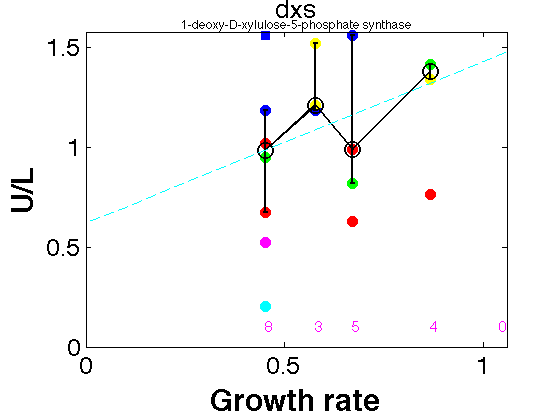 dxs
1-deoxy-D-xylulose-5-phosphate synthase
1.5
1
0.5
0
U/L
8 3 5 4 0
0 0.5 1
Growth rate